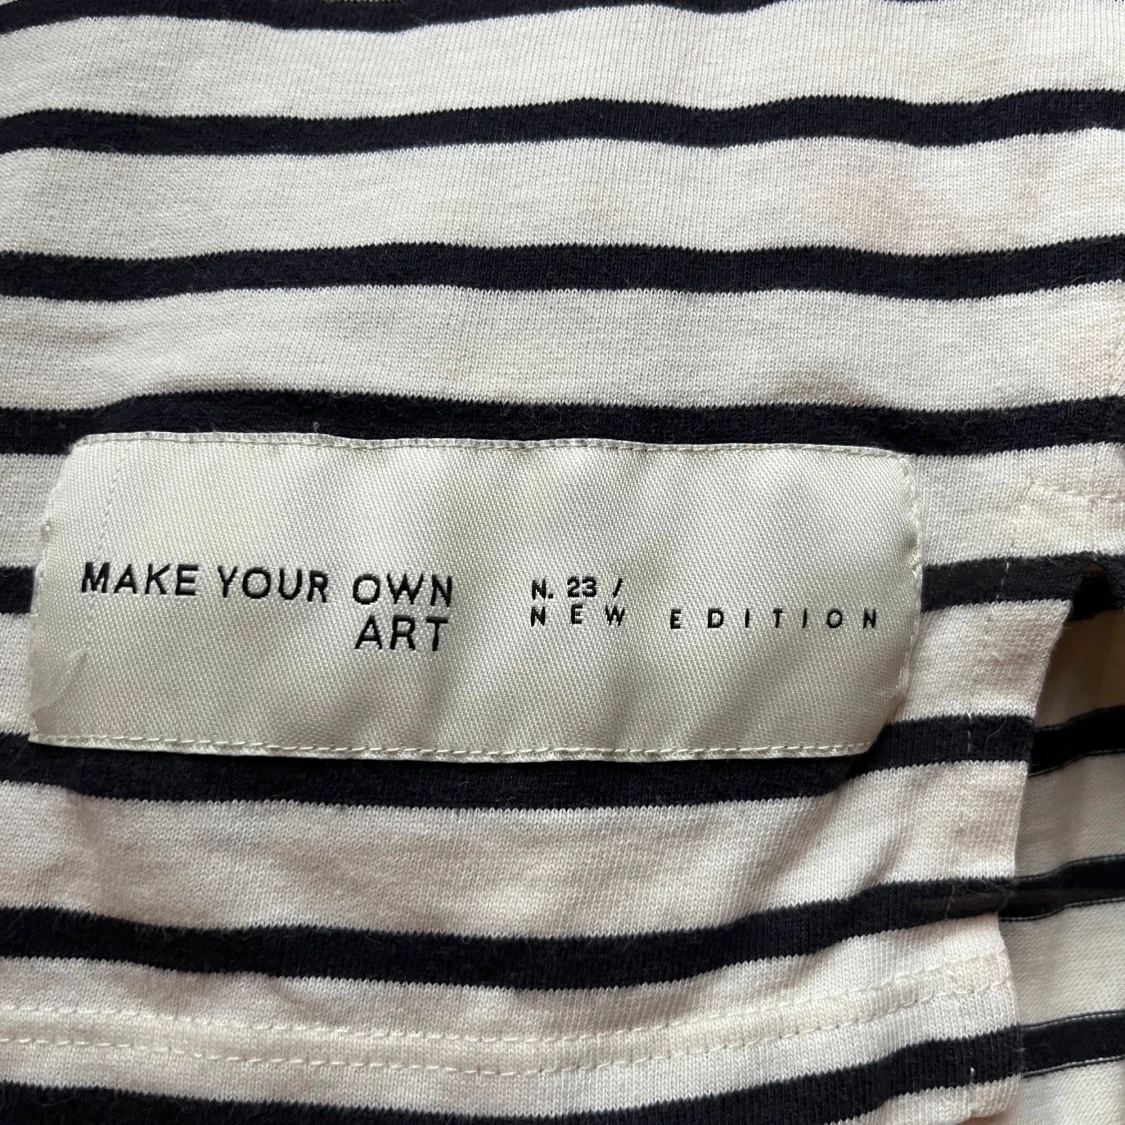 MAKE YOUR OWN
ART
N. 23 /
NEW EDITION